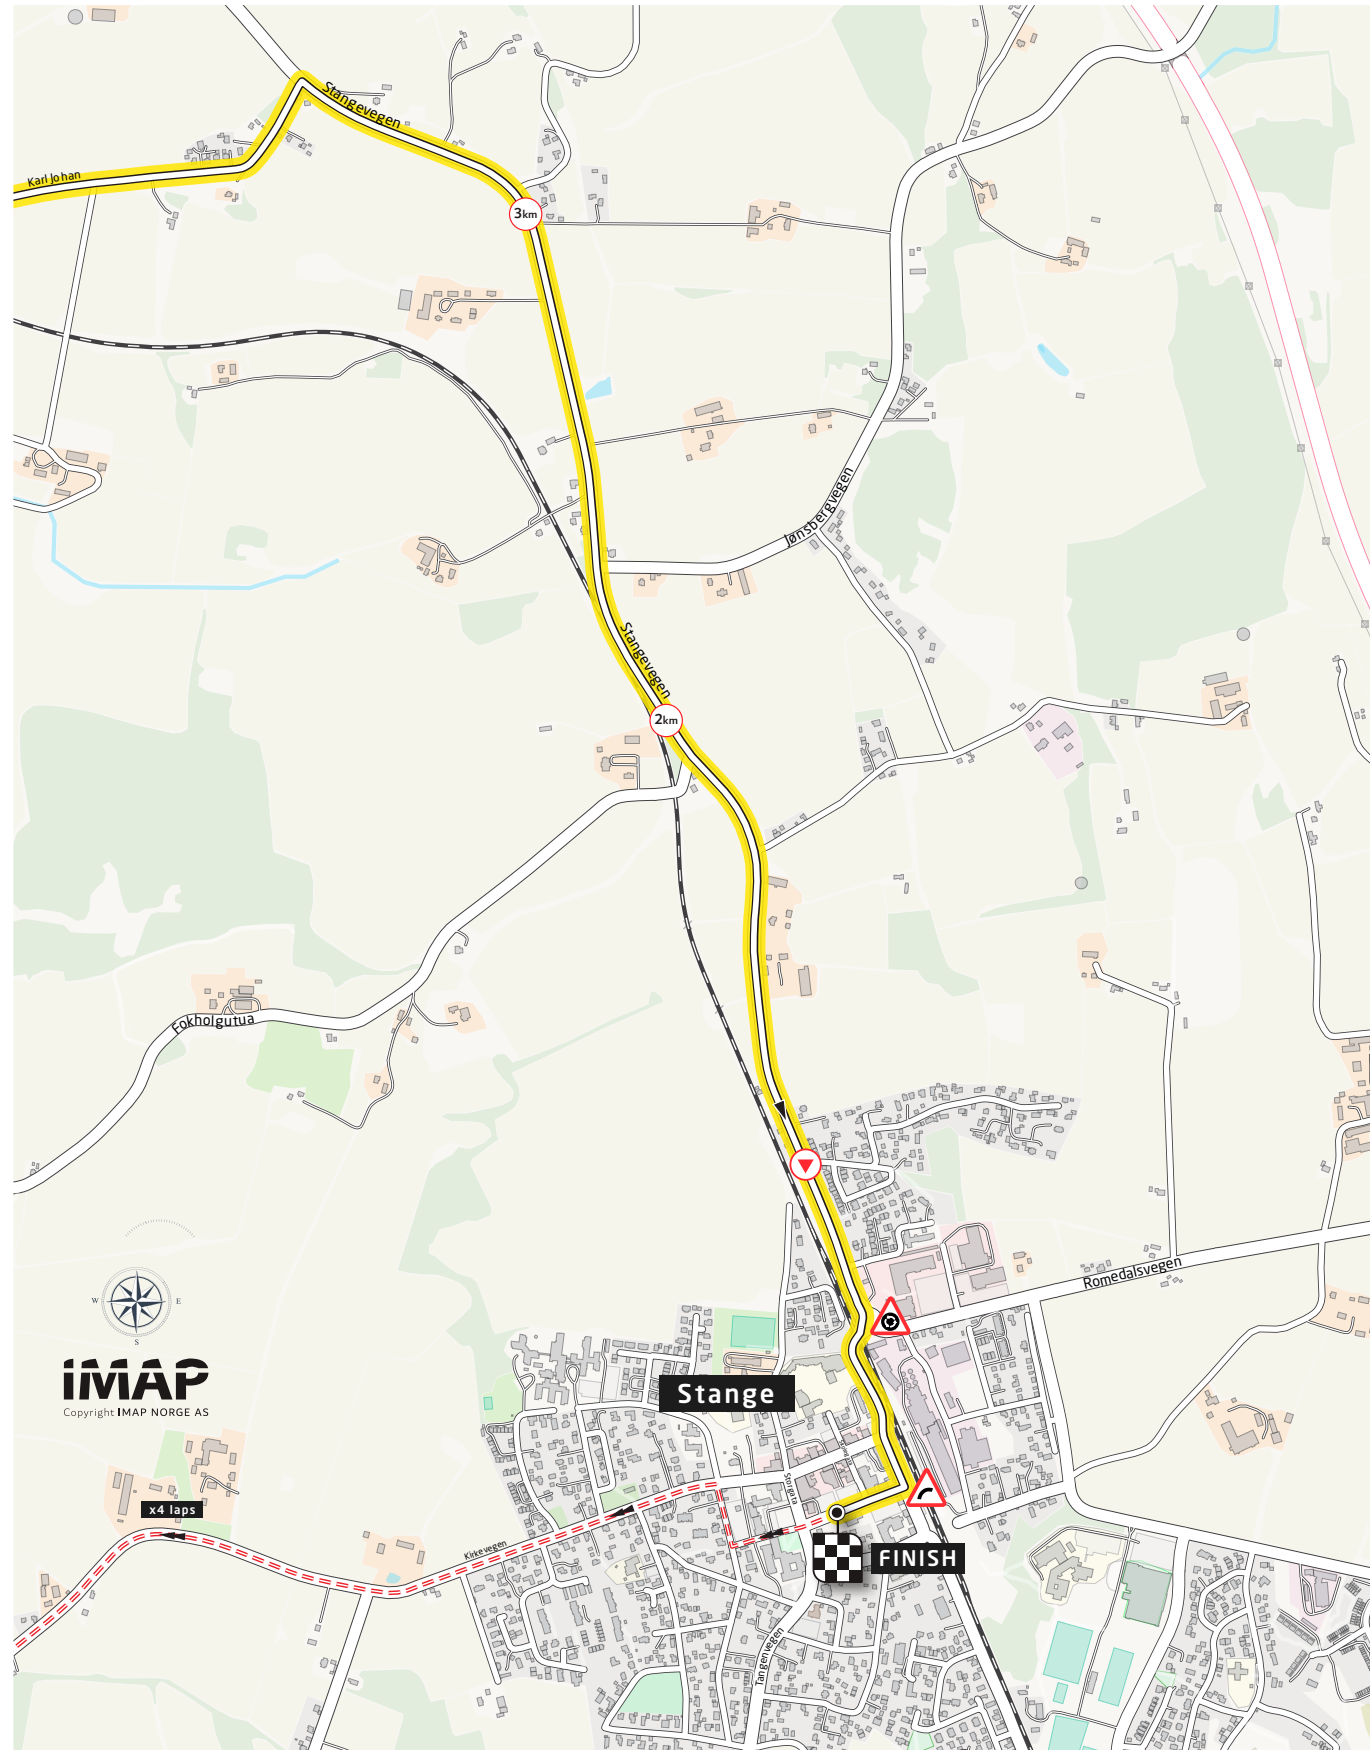 Stangevegen
Karl Johan
3km
Jønsbergvegen
Stangevegen
2km
Fokholgutua
Romedalsvegen
W
E
S
iMAP
Copyright IMAP NORGE AS
Stange
Storgata
x4 laps
Kirkevegen
FINISH
Tangenvegen